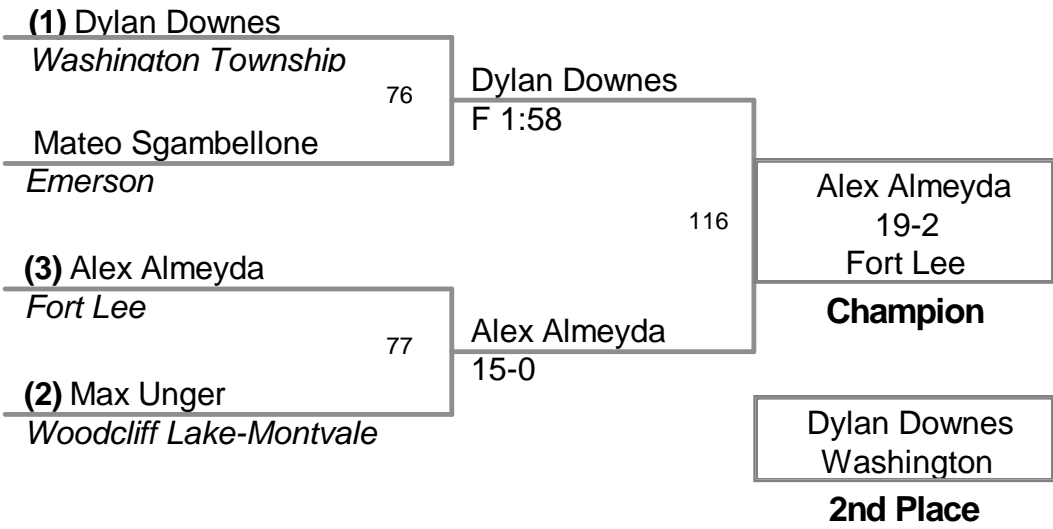 (1) Dylan Downes
Washington Township
76
Mateo Sgambellone
Emerson
Dylan Downes
F 1:58
(3) Alex Almeyda
Fort Lee
77
(2) Max Unger
Woodcliff Lake-Montvale
Alex Almeyda
15-0
116
Alex Almeyda
19-2
Fort Lee
Champion
Dylan Downes
Washington
2nd Place